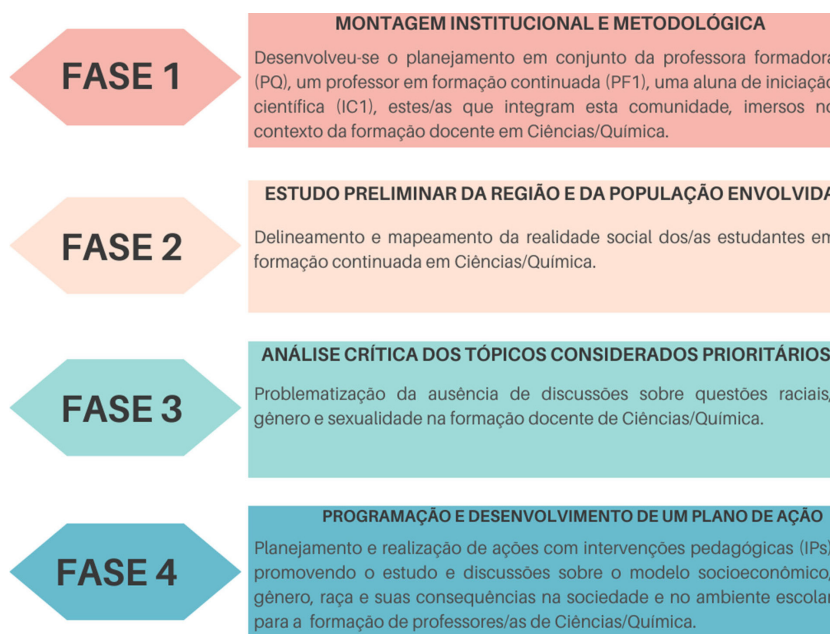 FASE 1
MONTAGEM INSTITUCIONAL E METODOLÓGICA
Desenvolveu-se o planejamento em conjunto da professora formadora
(PQ), um professor em formação continuada (PF1), uma aluna de iniciação
científica (IC1), estes/as que integram esta comunidade, imersos no
contexto da formação docente em Ciências/Química.
FASE 2
ESTUDO PRELIMINAR DA REGIÃO E DA POPULAÇÃO ENVOLVIDA
Delineamento e mapeamento da realidade social dos/as estudantes em
formação continuada em Ciências/Química.
FASE 3
ANÁLISE CRÍTICA DOS TÓPICOS CONSIDERADOS PRIORITÁRIOS
Problematização da ausência de discussões sobre questões raciais,
gênero e sexualidade na formação docente de Ciências/Química.
FASE 4
PROGRAMAÇÃO E DESENVOLVIMENTO DE UM PLANO DE AÇÃO
Planejamento e realização de ações com intervenções pedagógicas (IPs)
promovendo o estudo e discussões sobre o modelo socioeconômico,
gênero, raça e suas consequências na sociedade e no ambiente escolar
para a formação de professores/as de Ciências/Química.